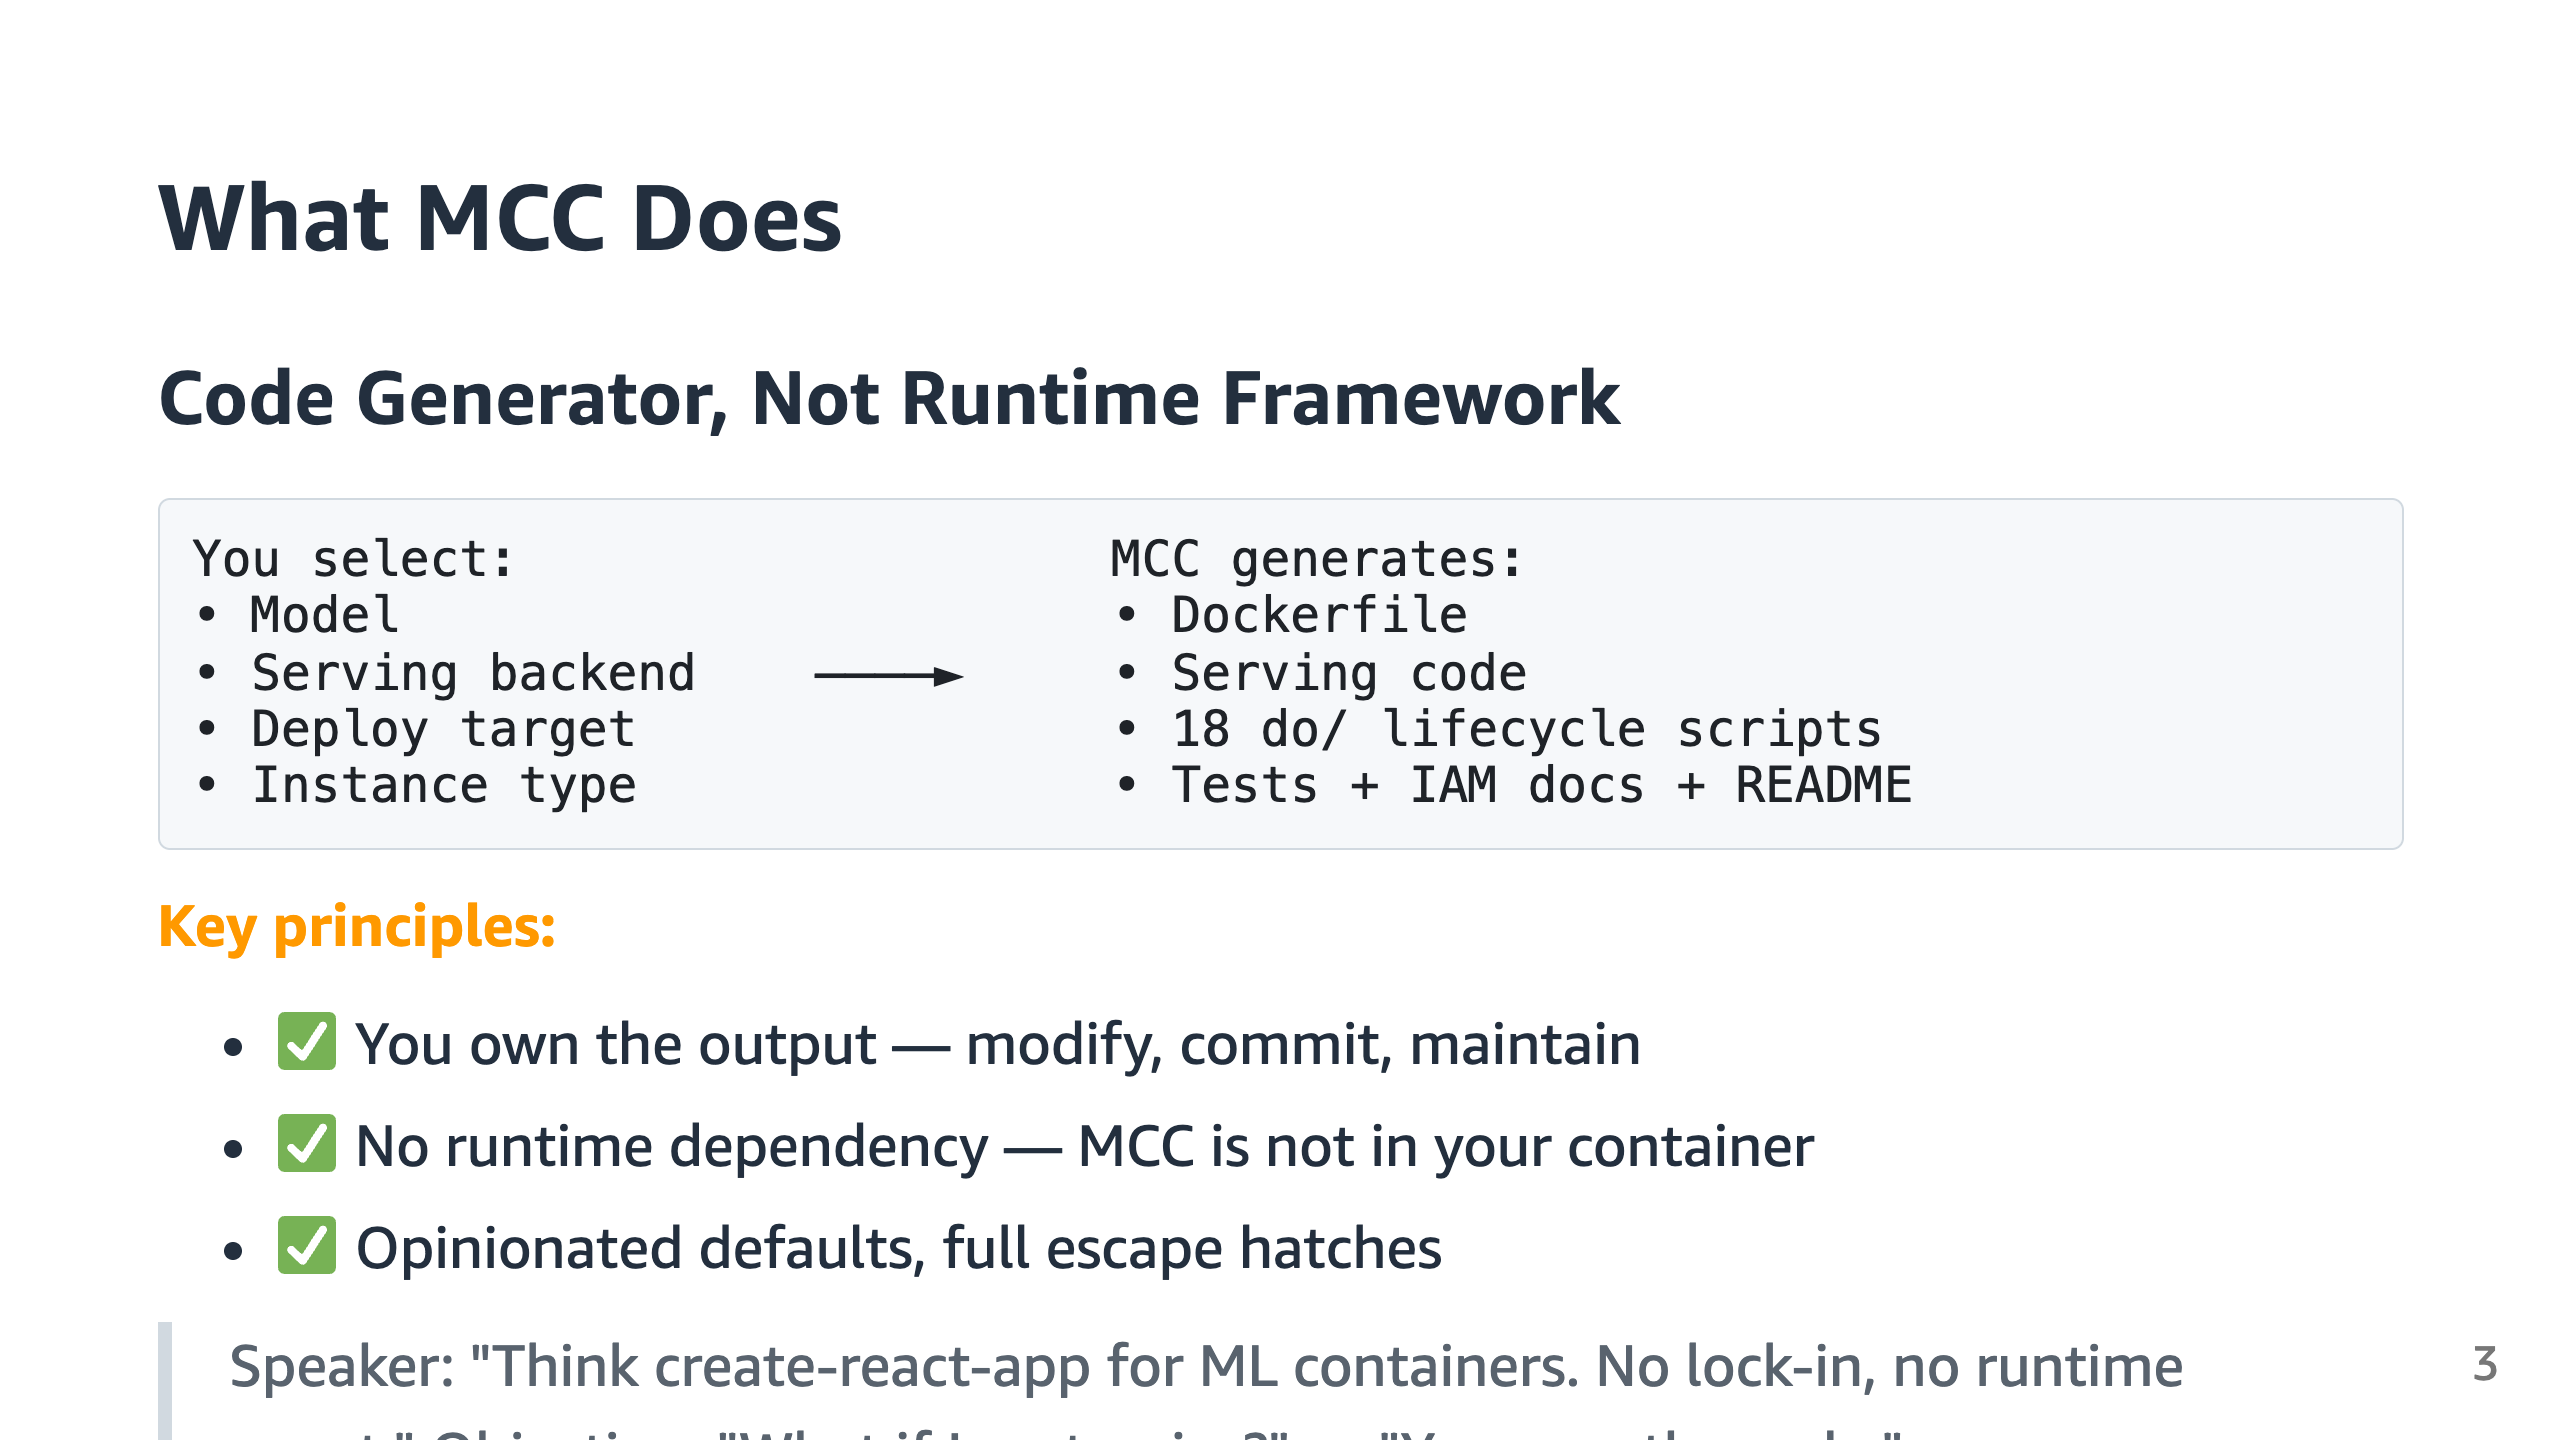 What MCC Does
Code Generator, Not Runtime Framework
You select: MCC generates:
• Model • Dockerfile
• Serving backend ───► • Serving code
• Deploy target • 18 do/ lifecycle scripts
• Instance type • Tests + IAM docs + README
Key principles:
• ✅ You own the output — modify, commit, maintain
• ✅ No runtime dependency — MCC is not in your container
• ✅ Opinionated defaults, full escape hatches
Speaker: "Think create-react-app for ML containers. No lock-in, no runtime
3